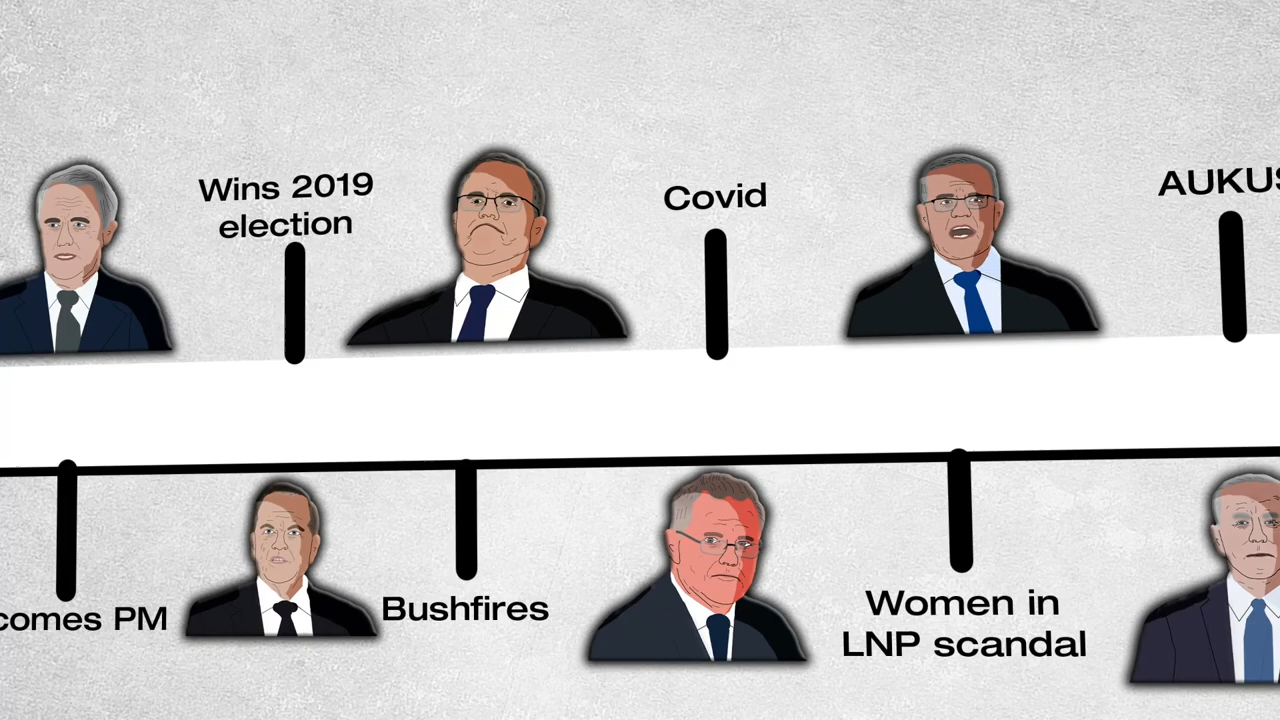 Wins 2019
election
Covid
AUKUS
comes PM
Bushfires
Women in
LNP scandal